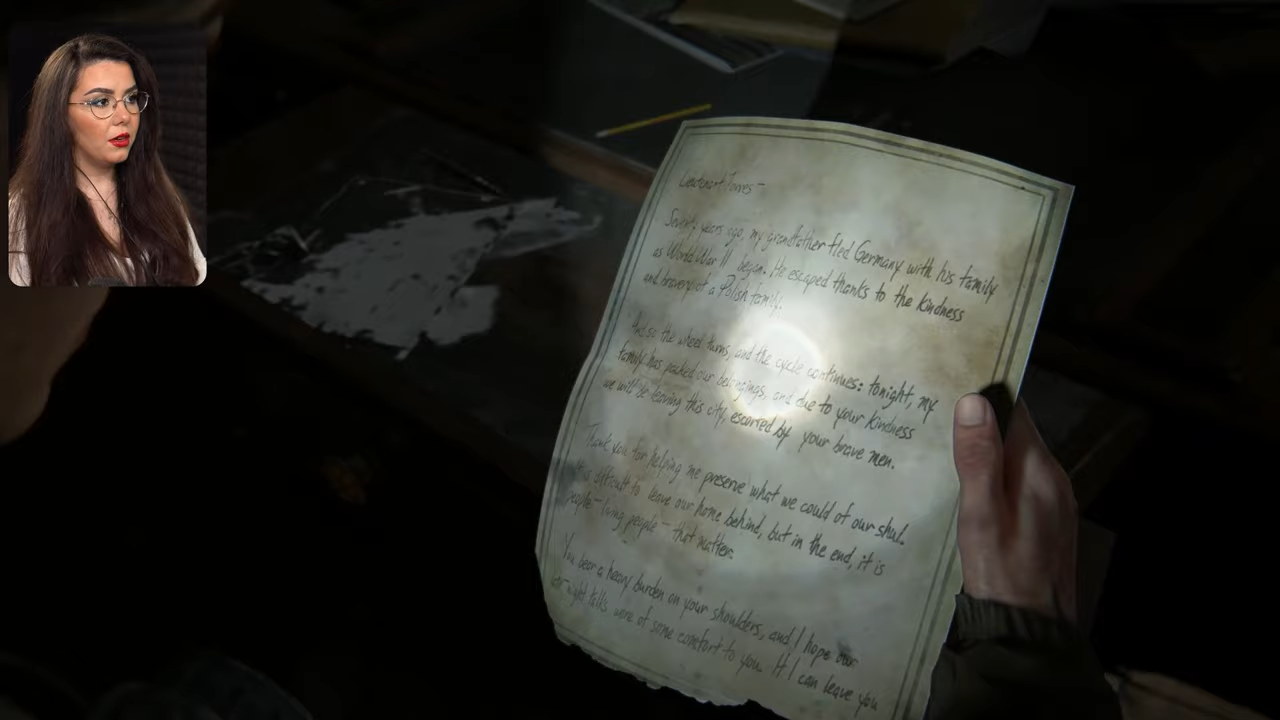 Lieutenant Torres-
Seventy years ago, my grandfather fled Germany with his family
as World War II began. He escaped thanks to the kindness
and bravery of a Polish family.
And so the wheel turns, and the cycle continues: tonight, my
family has packed our belongings, and due to your kindness
we will be leaving this city, escorted by your brave men.
Thank you for helping me preserve what we could of our shul.
It is difficult to leave our home behind, but in the end, it is
people - living people - that matter.
You bear a heavy burden on your shoulders, and I hope our
late night talks were of some comfort to you. If I can leave you